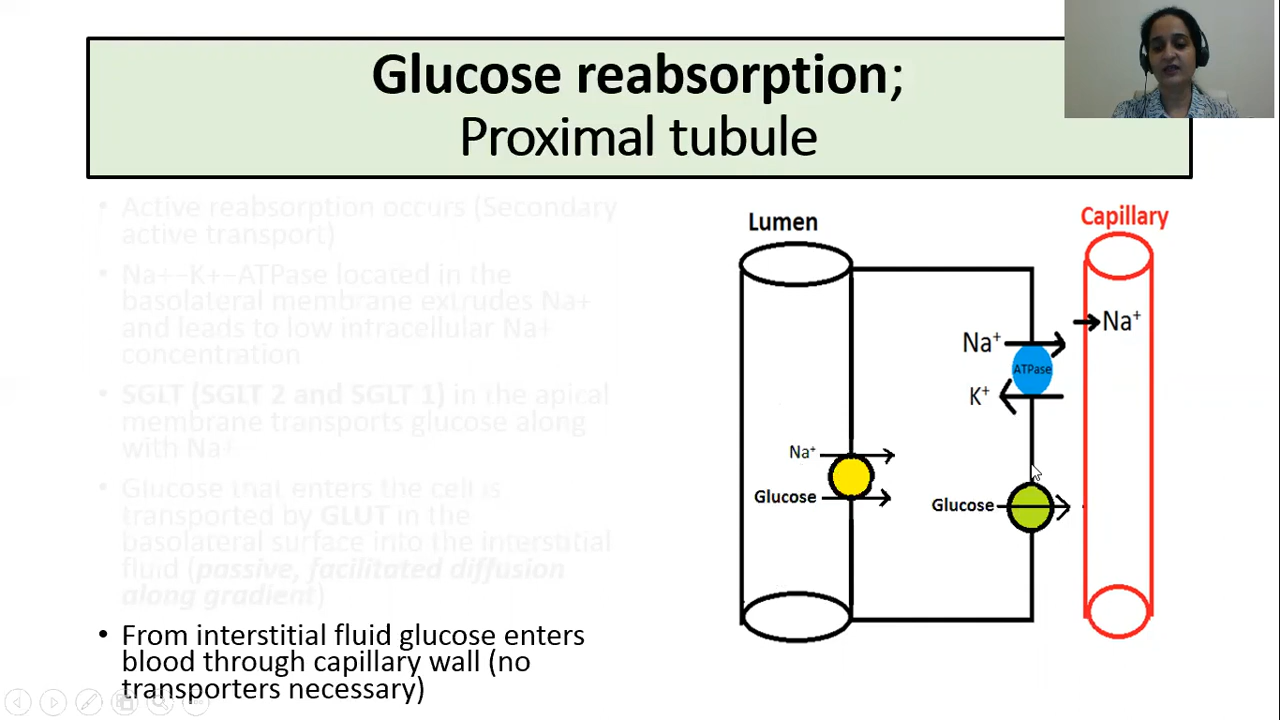 Glucose reabsorption;
Proximal tubule
• Active reabsorption occurs (Secondary
active transport)
• Na+–K+–ATPase located in the
basolateral membrane extrudes Na+
and leads to low intracellular Na+
concentration
• SGLT (SGLT 2 and SGLT 1) in the apical
membrane transports glucose along
with Na+
• Glucose that enters the cell is
transported by GLUT in the
basolateral surface into the interstitial
fluid (passive, facilitated diffusion
along gradient)
• From interstitial fluid glucose enters
blood through capillary wall (no
transporters necessary)
Lumen
Capillary
Na⁺
Na⁺
ATPase
K⁺
Na⁺
Glucose
Glucose